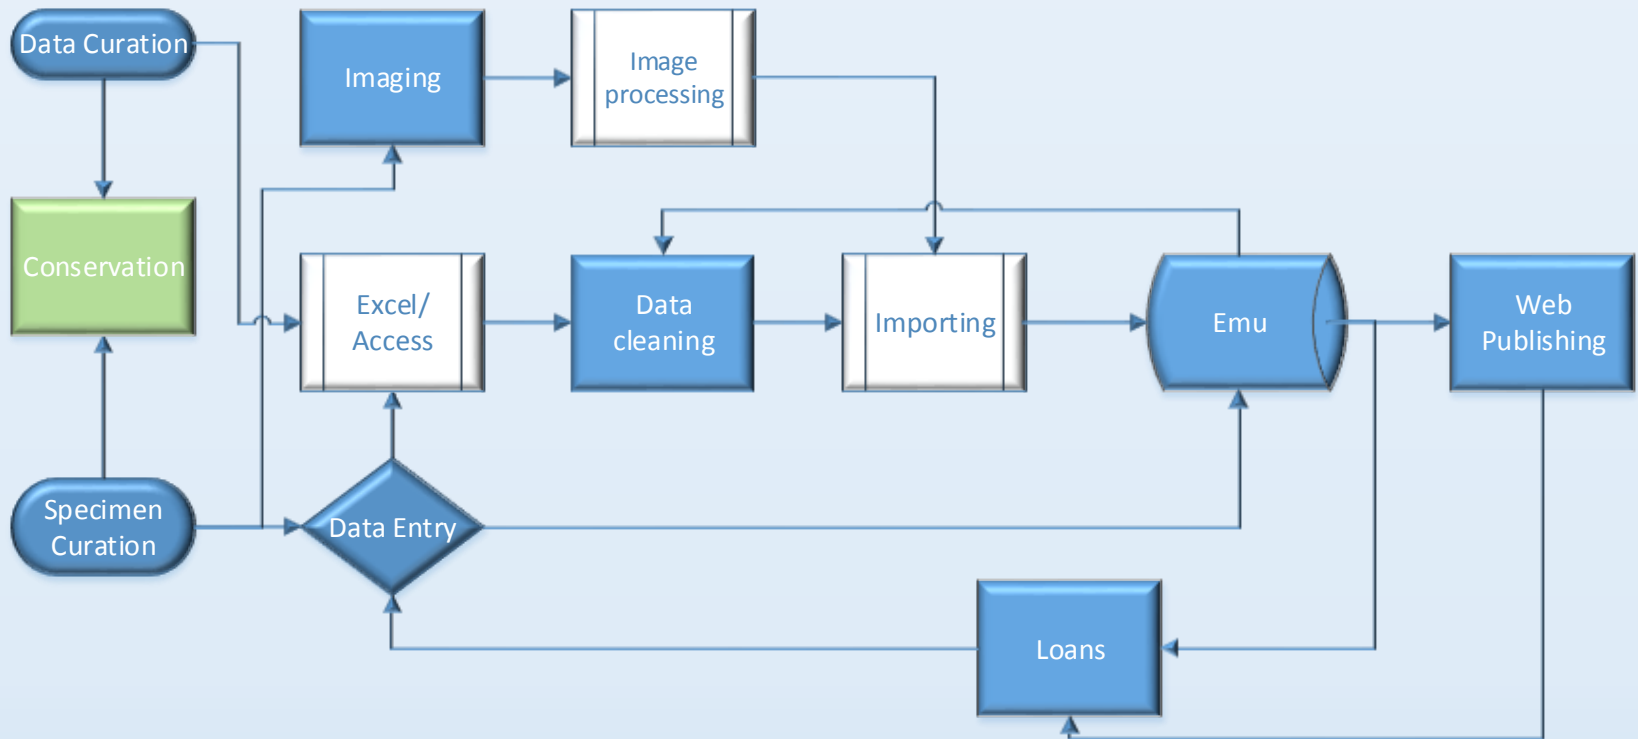 Data Curation
Imaging
Image
processing
Conservation
Excel/
Access
Data
cleaning
Importing
Emu
Web
Publishing
Specimen
Curation
Data Entry
Loans